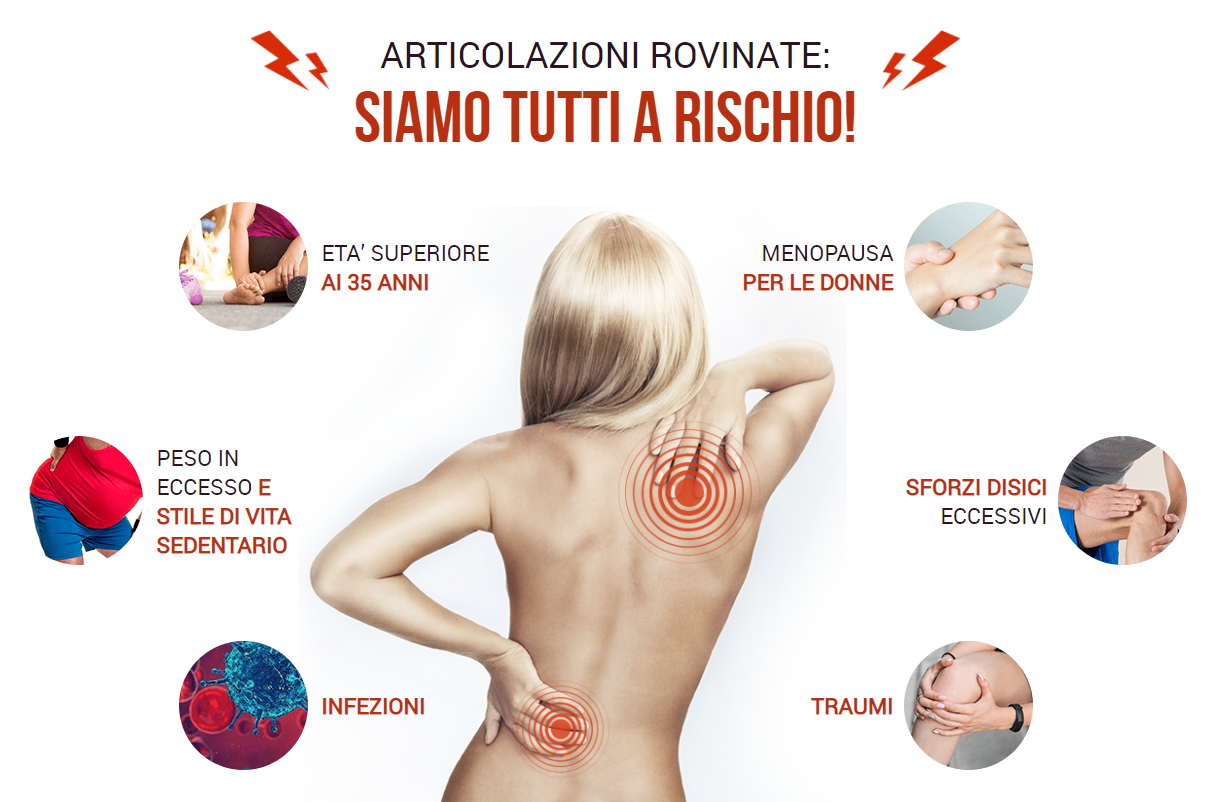 ARTICOLAZIONI ROVINATE:
SIAMO TUTTI A RISCHIO!
ETA' SUPERIORE
AI 35 ANNI
MENOPAUSA
PER LE DONNE
PESO IN
ECCESSO E
STILE DI VITA
SEDENTARIO
SFORZI DISICI
ECCESSIVI
INFEZIONI
TRAUMI